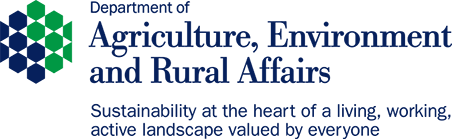 Department of
Agriculture, Environment
and Rural Affairs
Sustainability at the heart of a living, working,
active landscape valued by everyone